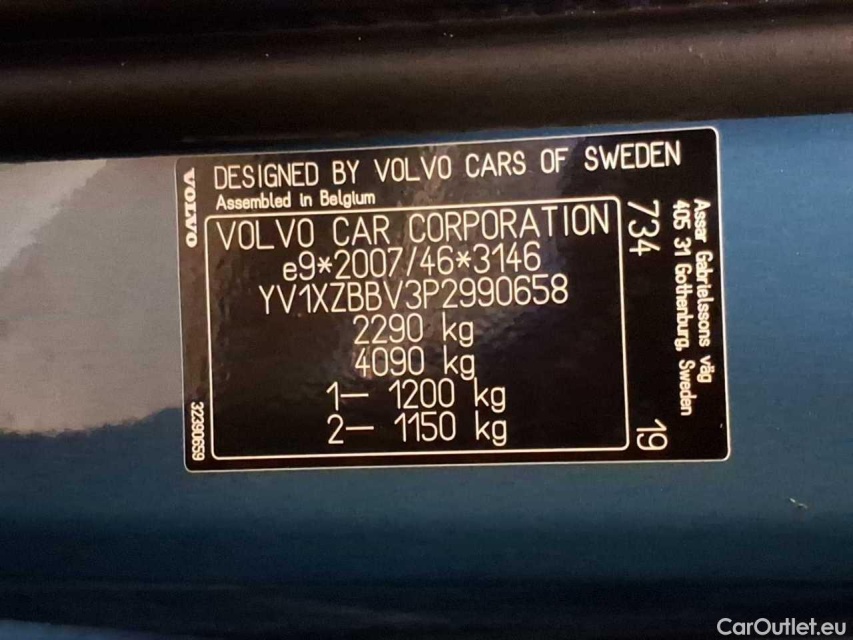 VOLVO
DESIGNED BY VOLVO CARS OF SWEDEN
Assembled in Belgium
VOLVO CAR CORPORATION
e9*2007/46*3146
YV1XZBBV3P2990658
2290 kg
4090 kg
1– 1200 kg
2– 1150 kg
734
19
Assar Gabrielssons väg
405 31 Gothenburg, Sweden
32390659
CarOutlet.eu